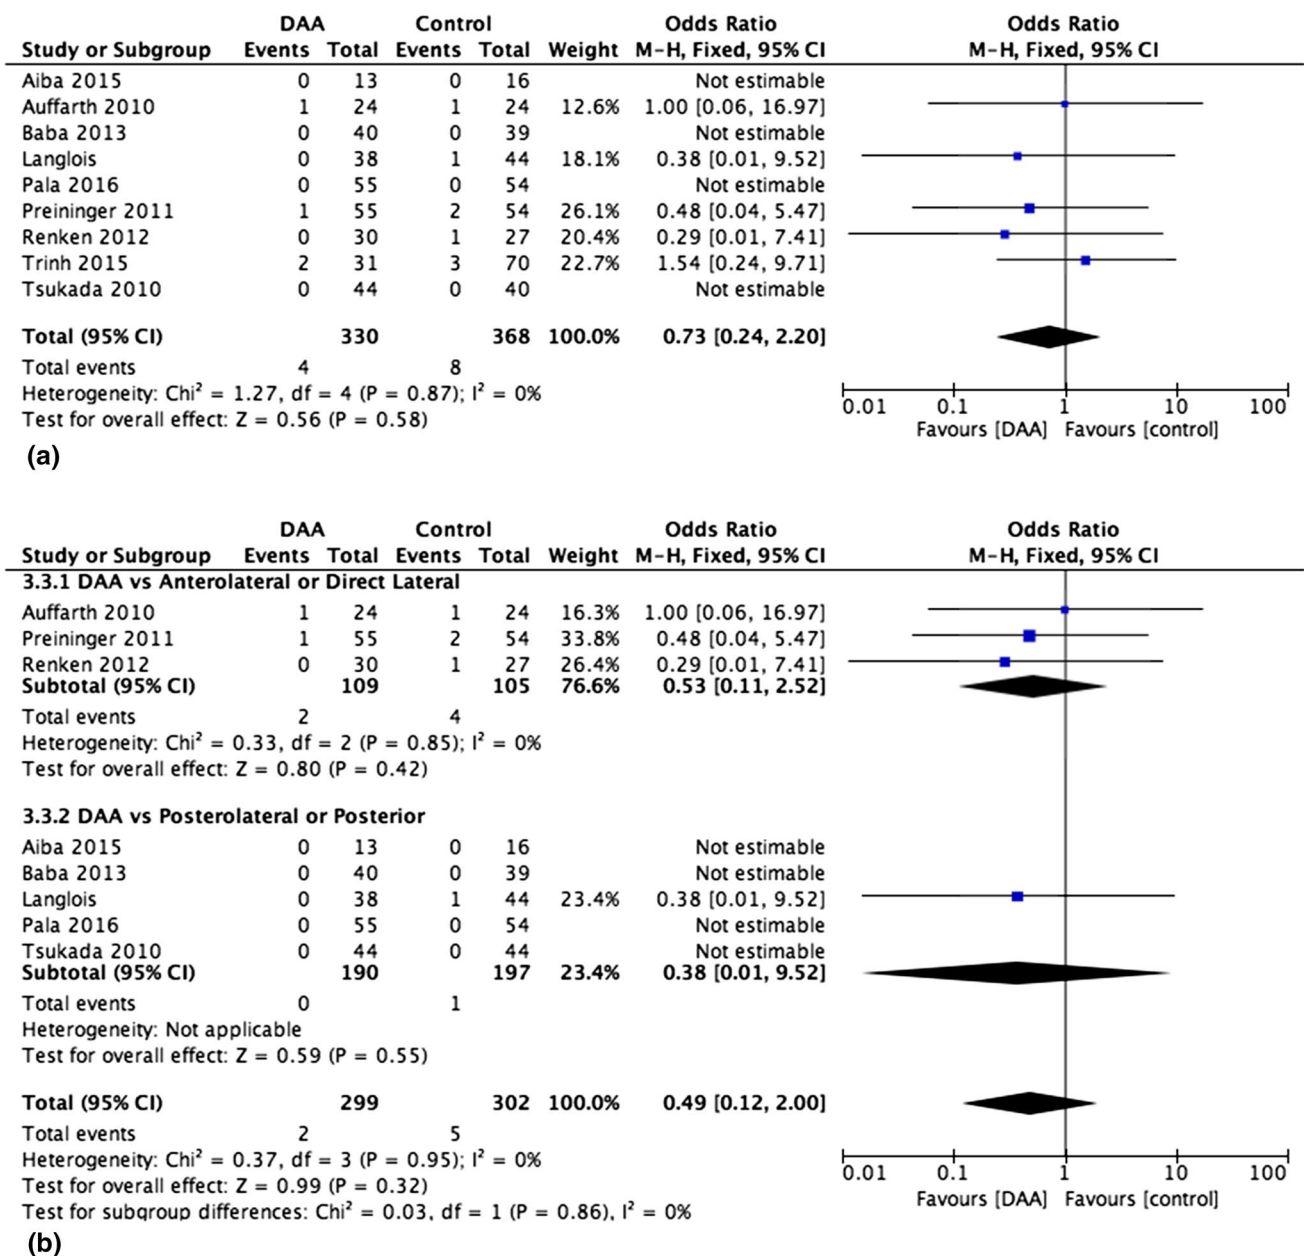 DAA Control Odds Ratio Odds Ratio
Study or Subgroup Events Total Events Total Weight M-H, Fixed, 95% CI M-H, Fixed, 95% CI
Aiba 2015 0 13 0 16 Not estimable
Auffarth 2010 1 24 1 24 12.6% 1.00 [0.06, 16.97]
Baba 2013 0 40 0 39 Not estimable
Langlois 0 38 1 44 18.1% 0.38 [0.01, 9.52]
Pala 2016 0 55 0 54 Not estimable
Preininger 2011 1 55 2 54 26.1% 0.48 [0.04, 5.47]
Renken 2012 0 30 1 27 20.4% 0.29 [0.01, 7.41]
Trinh 2015 2 31 3 70 22.7% 1.54 [0.24, 9.71]
Tsukada 2010 0 44 0 40 Not estimable
Total (95% CI) 330 368 100.0% 0.73 [0.24, 2.20]
Total events 4 8
Heterogeneity: Chi² = 1.27, df = 4 (P = 0.87); I² = 0%
Test for overall effect: Z = 0.56 (P = 0.58)
0.01 0.1 1 10 100
Favours [DAA] Favours [control]
(a)
DAA Control Odds Ratio Odds Ratio
Study or Subgroup Events Total Events Total Weight M-H, Fixed, 95% CI M-H, Fixed, 95% CI
3.3.1 DAA vs Anterolateral or Direct Lateral
Auffarth 2010 1 24 1 24 16.3% 1.00 [0.06, 16.97]
Preininger 2011 1 55 2 54 33.8% 0.48 [0.04, 5.47]
Renken 2012 0 30 1 27 26.4% 0.29 [0.01, 7.41]
Subtotal (95% CI) 109 105 76.6% 0.53 [0.11, 2.52]
Total events 2 4
Heterogeneity: Chi² = 0.33, df = 2 (P = 0.85); I² = 0%
Test for overall effect: Z = 0.80 (P = 0.42)
3.3.2 DAA vs Posterolateral or Posterior
Aiba 2015 0 13 0 16 Not estimable
Baba 2013 0 40 0 39 Not estimable
Langlois 0 38 1 44 23.4% 0.38 [0.01, 9.52]
Pala 2016 0 55 0 54 Not estimable
Tsukada 2010 0 44 0 44 Not estimable
Subtotal (95% CI) 190 197 23.4% 0.38 [0.01, 9.52]
Total events 0 1
Heterogeneity: Not applicable
Test for overall effect: Z = 0.59 (P = 0.55)
Total (95% CI) 299 302 100.0% 0.49 [0.12, 2.00]
Total events 2 5
Heterogeneity: Chi² = 0.37, df = 3 (P = 0.95); I² = 0%
Test for overall effect: Z = 0.99 (P = 0.32)
Test for subgroup differences: Chi² = 0.03, df = 1 (P = 0.86), I² = 0%
0.01 0.1 1 10 100
Favours [DAA] Favours [control]
(b)